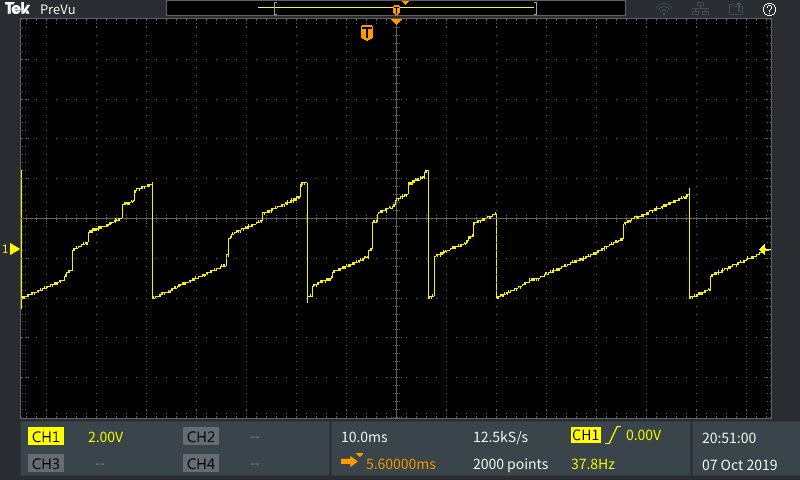 Tek PreVu
T
T
?
1
CH1 2.00V CH2 -- 10.0ms 12.5kS/s CH1 0.00V 20:51:00
CH3 -- CH4 -- 5.60000ms 2000 points 37.8Hz 07 Oct 2019